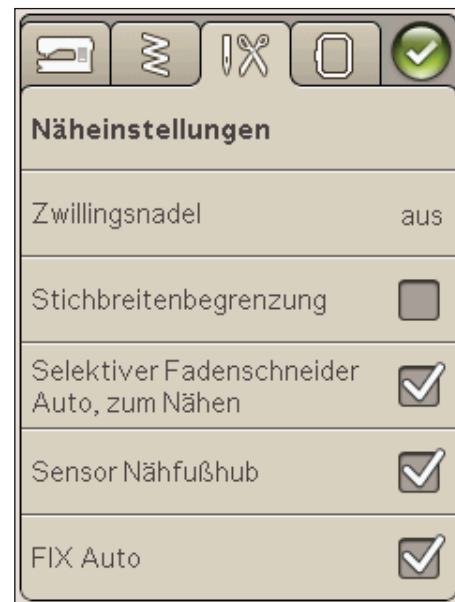 Näheinstellungen
Zwillingsnadel aus
Stichbreitenbegrenzung
Selektiver Fadenschneider
Auto, zum Nähen
Sensor Nähfußhub
FIX Auto